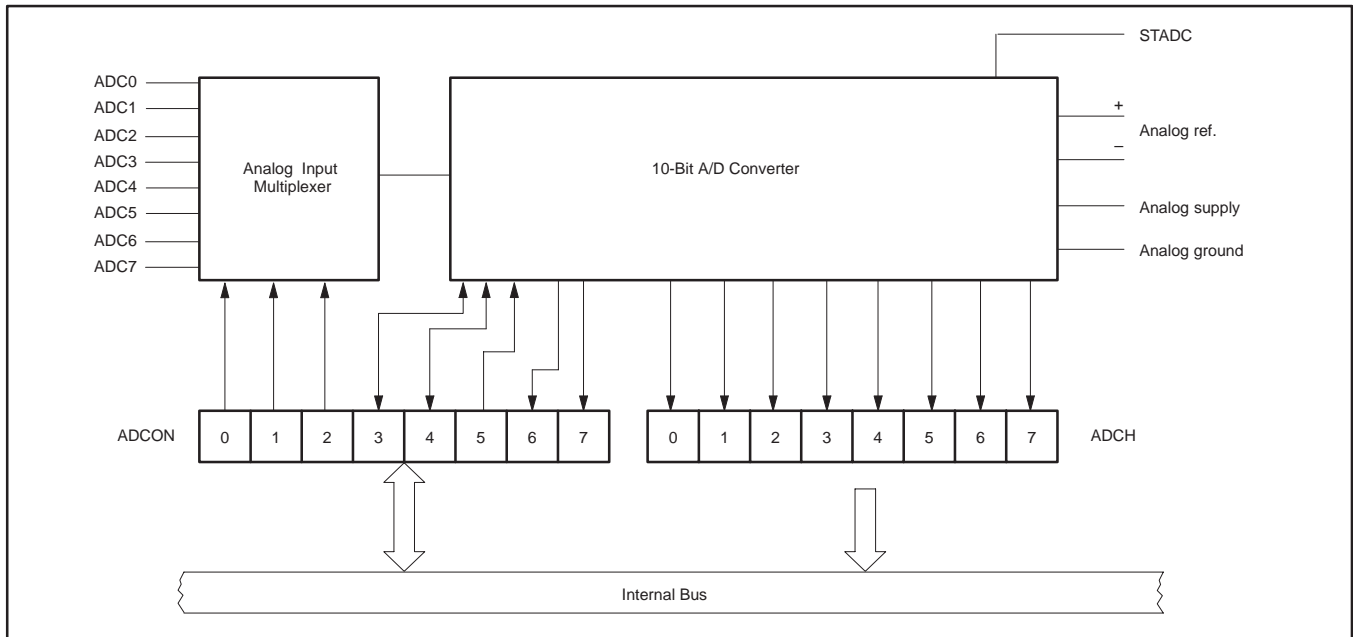 STADC
ADC0
ADC1
ADC2
ADC3
ADC4
ADC5
ADC6
ADC7
Analog Input
Multiplexer
10-Bit A/D Converter
+
Analog ref.
–
Analog supply
Analog ground
ADCON
0 1 2 3 4 5 6 7
0 1 2 3 4 5 6 7
ADCH
Internal Bus